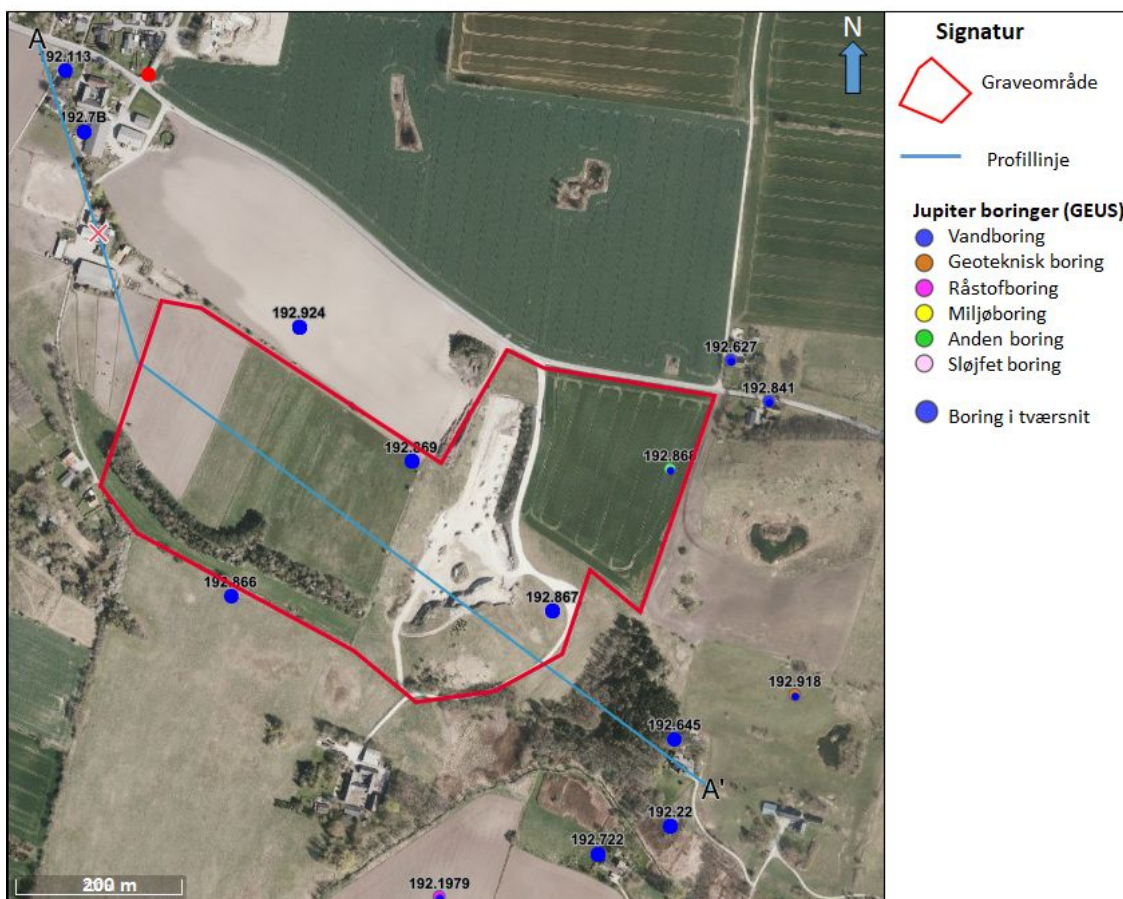 A
N
192.113
192.7B
192.924
192.627
192.841
192.869
192.868
192.866
192.867
192.918
192.645
A'
192.22
192.722
192.1979
200 m
Signatur
Graveområde
Profillinje
Jupiter boringer (GEUS)
Vandboring
Geoteknisk boring
Råstofboring
Miljøboring
Anden boring
Sløjfet boring
Boring i tværsnit